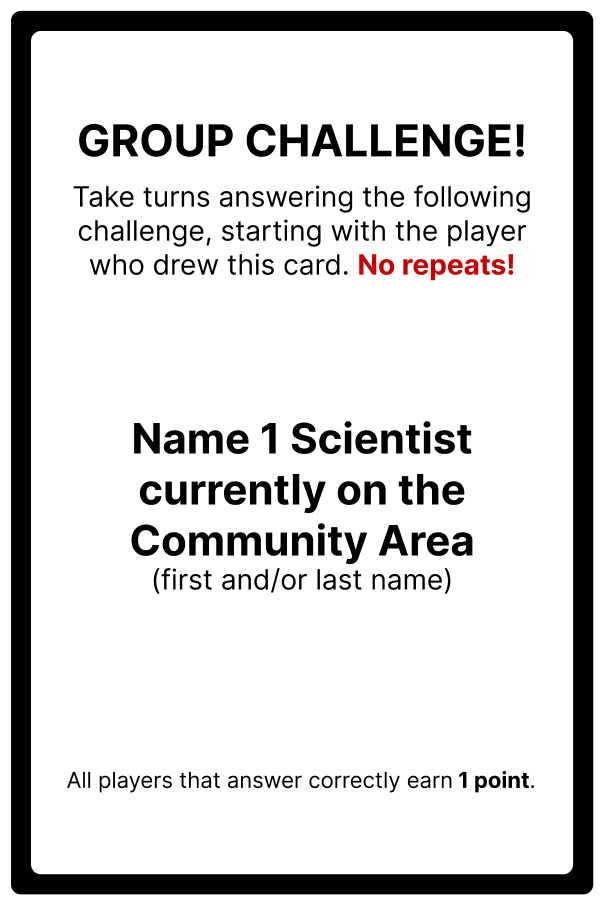 GROUP CHALLENGE!
Take turns answering the following
challenge, starting with the player
who drew this card. No repeats!
Name 1 Scientist
currently on the
Community Area
(first and/or last name)
All players that answer correctly earn 1 point.